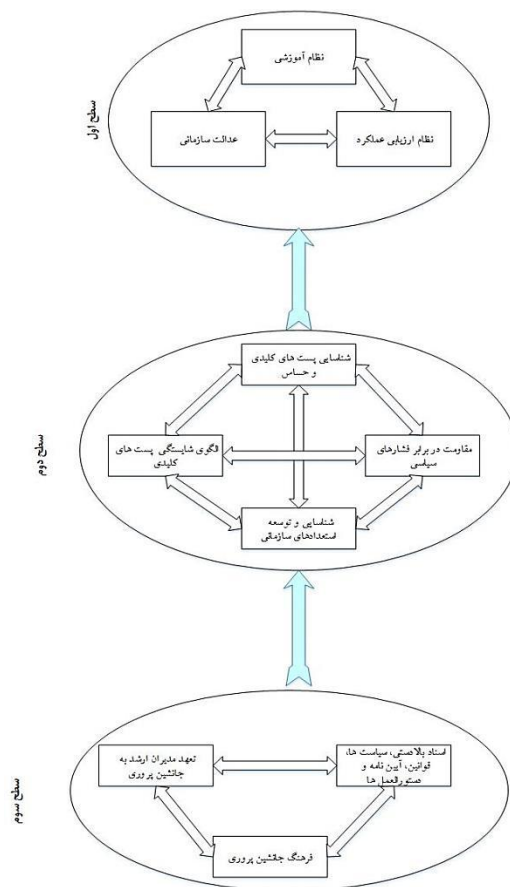 سطح اول
نظام آموزشی
عدالت سازمانی
نظام ارزیابی عملکرد
سطح دوم
شناسایی پست های کلیدی
و حساس
الگوی شایستگی پست های
کلیدی
مقاومت در برابر فشارهای
سیاسی
شناسایی و توسعه
استعدادهای سازمانی
سطح سوم
تعهد مدیران ارشد به
جانشین پروری
اسناد بالادستی، سیاست ها،
قوانین، آیین نامه و
دستورالعمل ها
فرهنگ جانشین پروری